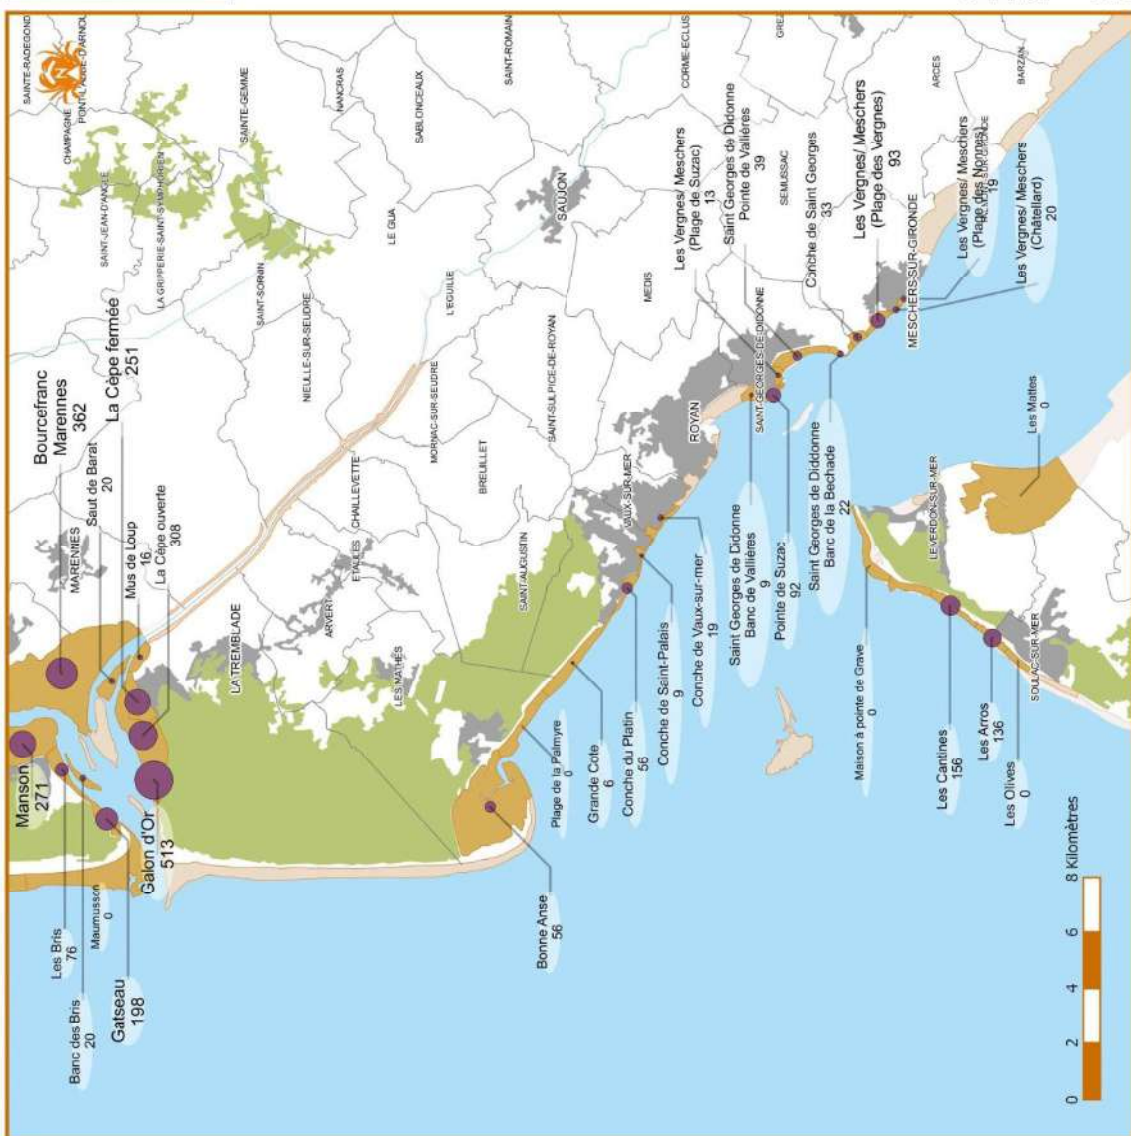 SAINTE-RADEGONDE
CHAMPAGNE
SAINT-JEAN-D'ANGLE
LA GRIPPERIE-SAINT-SYMPHORIEN
SAINTE-GEMME
SAINT-SORNIN
NANCRAS
SABLONCEAUX
SAINT-ROMAIN
CORME-ECLUS
GREZ
ARCES
BARZAN
NIEULLE-SUR-SEUDRE
LE GUA
L'EGUILLE
SAUJON
MEDIS
SEMUSSAC
MORNAC-SUR-SEUDRE
SAINT-SULPICE-DE-ROYAN
BREUILLET
CHAILLEVETTE
ETAULES
ARVERT
SAINT-AUGUSTIN
LES MATHES
LA TREMBLADE
MARENNES
VAUX-SUR-MER
ROYAN
SAINT-GEORGES-DE-DIDONNE
MESCHERS-SUR-GIRONDE
LE-VERDON-SUR-MER
SOULAC-SUR-MER
Bourcefranc
Marennes
362
Saut de Barat
20
La Cèpe fermée
251
Mus de Loup
16
La Cèpe ouverte
308
Manson
271
Galon d'Or
513
Les Bris
76
Maumusson
0
Banc des Bris
20
Gatseau
198
Bonne Anse
56
Plage de la Palmyre
0
Grande Cote
6
Conche du Platin
56
Conche de Saint-Palais
9
Conche de Vaux-sur-mer
19
Saint Georges de Didonne
Banc de Vallières
9
Pointe de Suzac
92
Saint Georges de Diddonne
Banc de la Bechade
22
Les Vergnes/ Meschers
(Plage de Suzac)
13
Saint Georges de Didonne
Pointe de Vallières
39
Conche de Saint Georges
33
Les Vergnes/ Meschers
(Plage des Vergnes)
93
Les Vergnes/ Meschers
(Plage des Nonnes)
19
Les Vergnes/ Meschers
(Châtellard)
20
Les Mattes
0
Maison à pointe de Grave
0
Les Cantines
156
Les Arros
136
Les Olives
0
0 2 4 6 8 Kilomètres